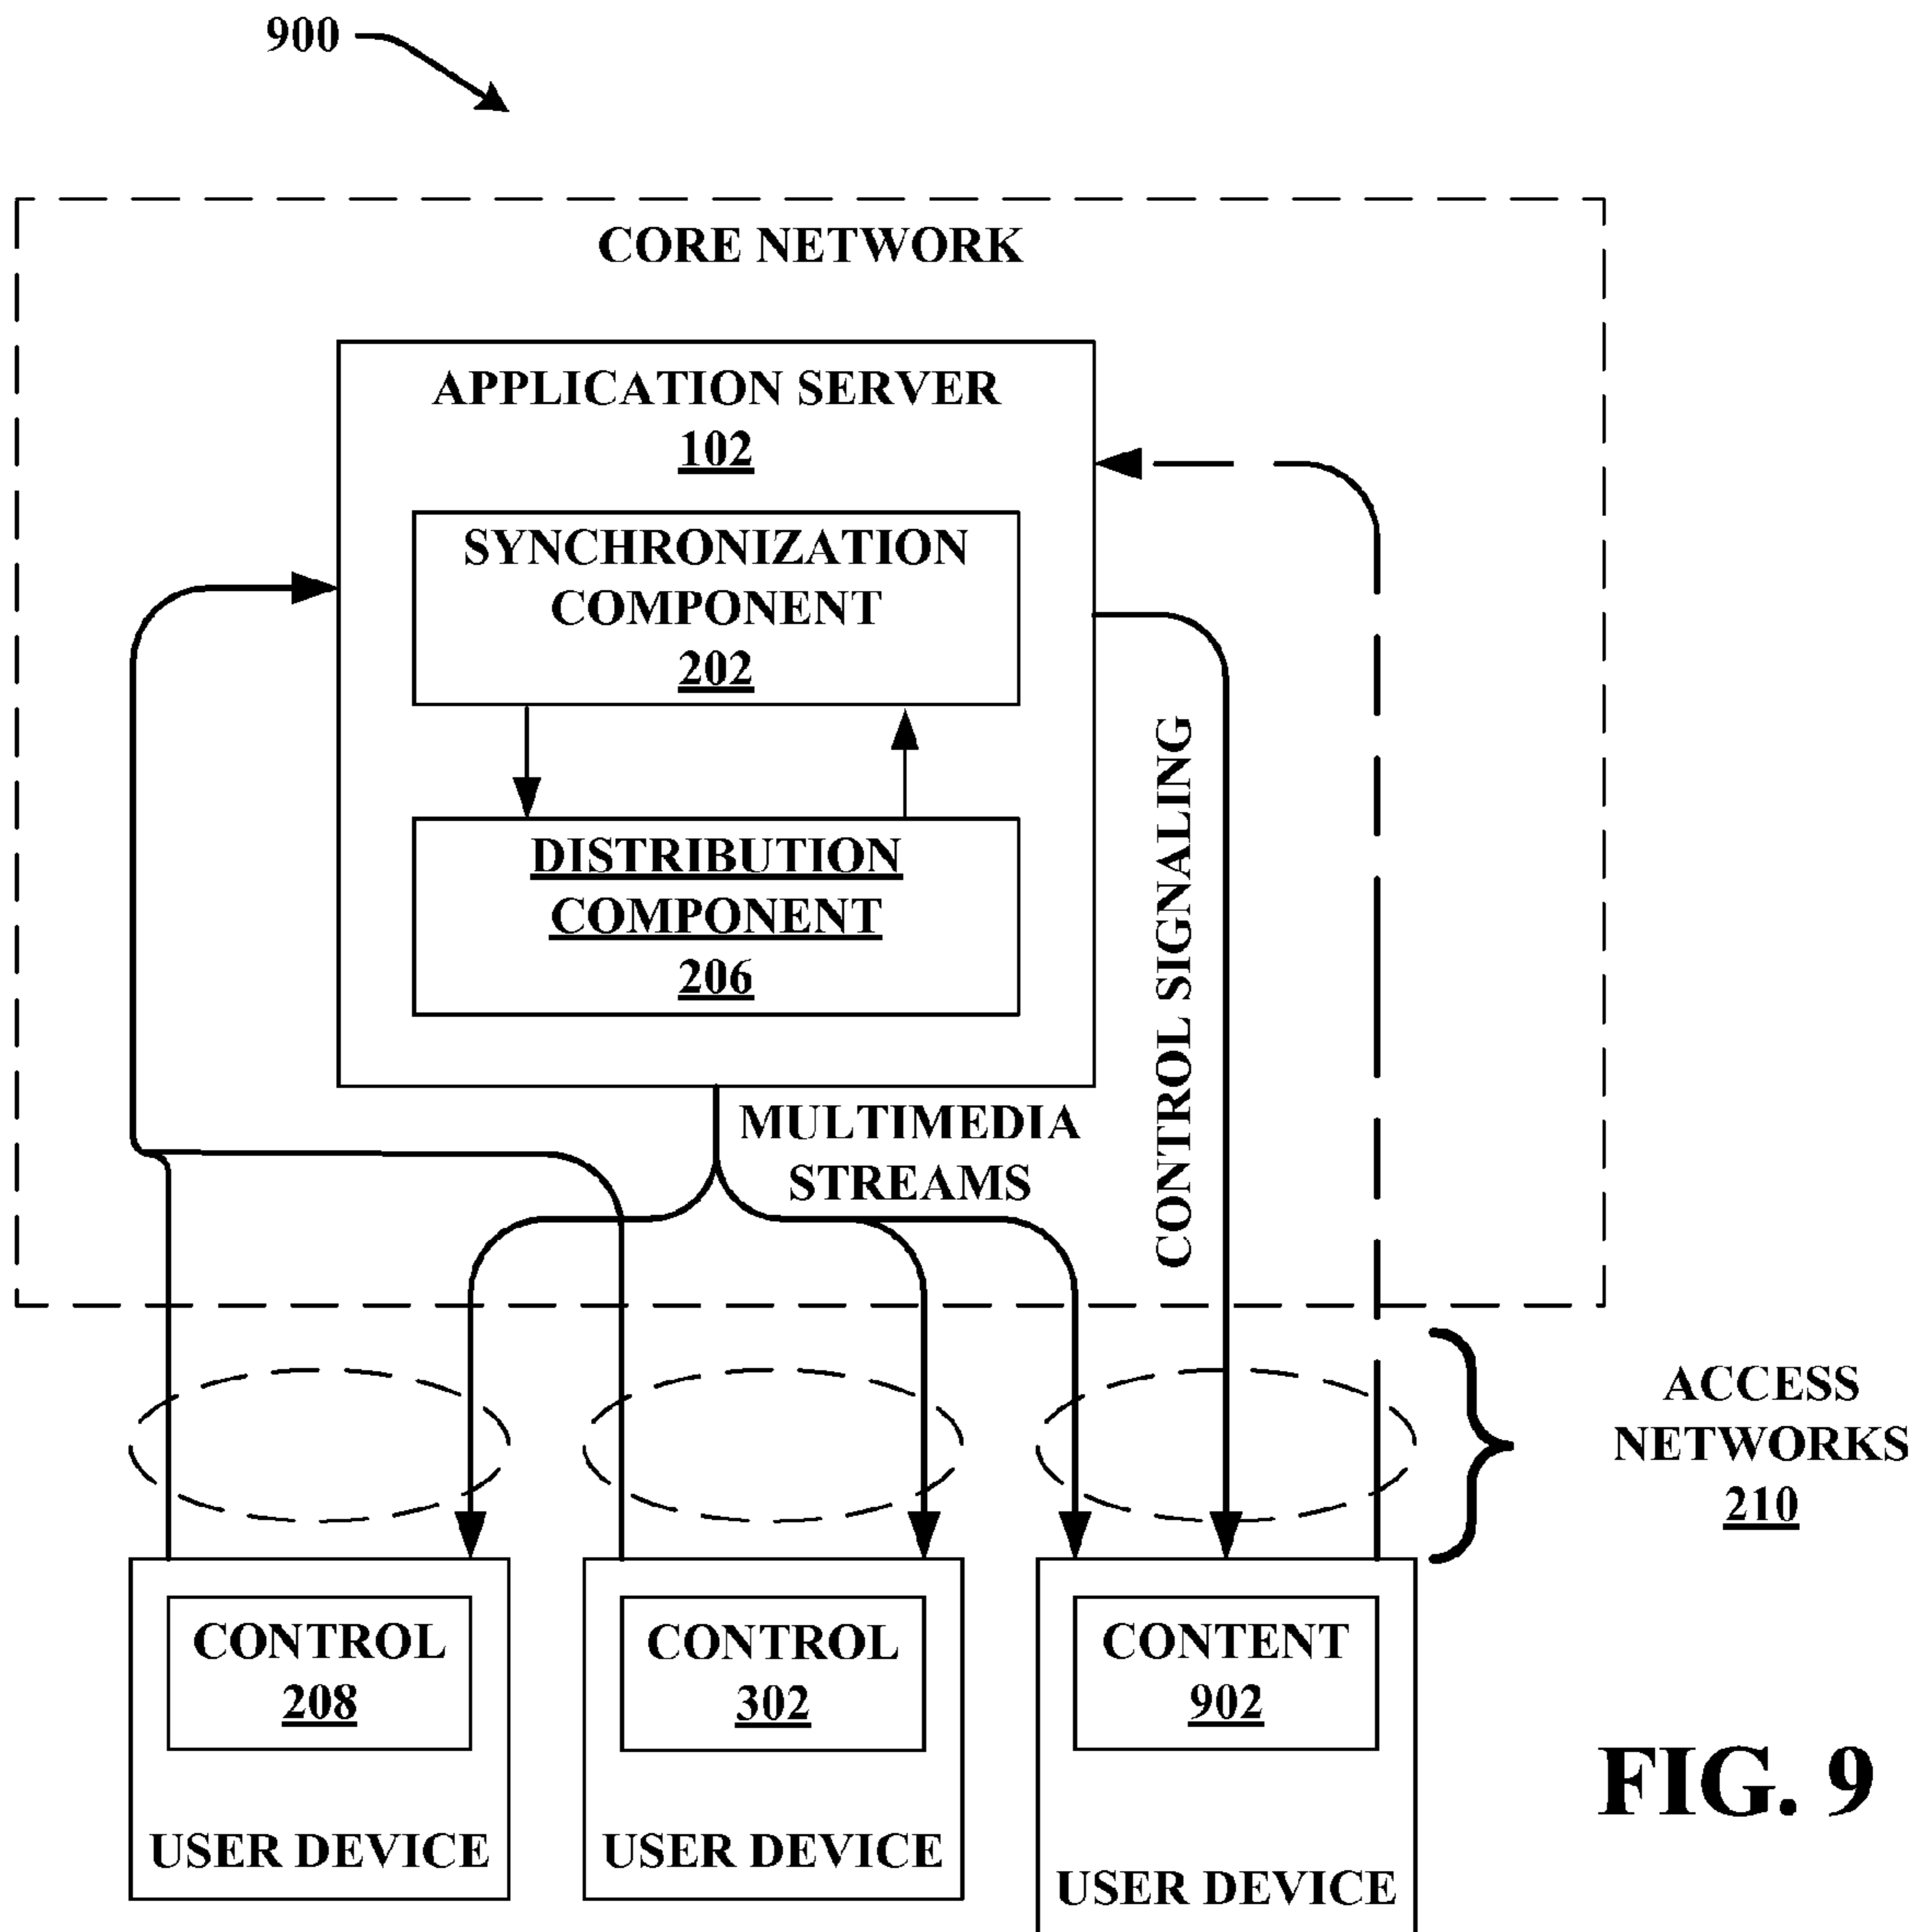 900
CORE NETWORK
APPLICATION SERVER
102
SYNCHRONIZATION
COMPONENT
202
DISTRIBUTION
COMPONENT
206
CONTROL SIGNALING
MULTIMEDIA
STREAMS
ACCESS
NETWORKS
210
CONTROL
208
USER DEVICE
CONTROL
302
USER DEVICE
CONTENT
902
USER DEVICE
FIG. 9